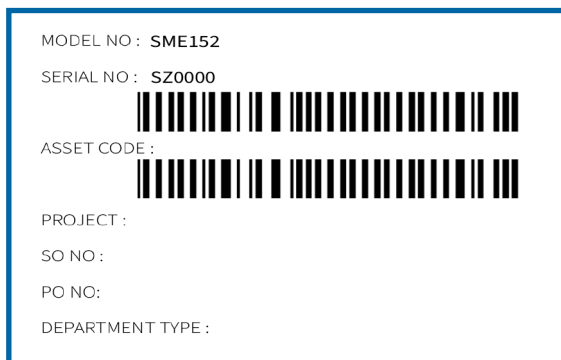 MODEL NO : SME152
SERIAL NO : SZ0000
ASSET CODE :
PROJECT :
SO NO :
PO NO:
DEPARTMENT TYPE :